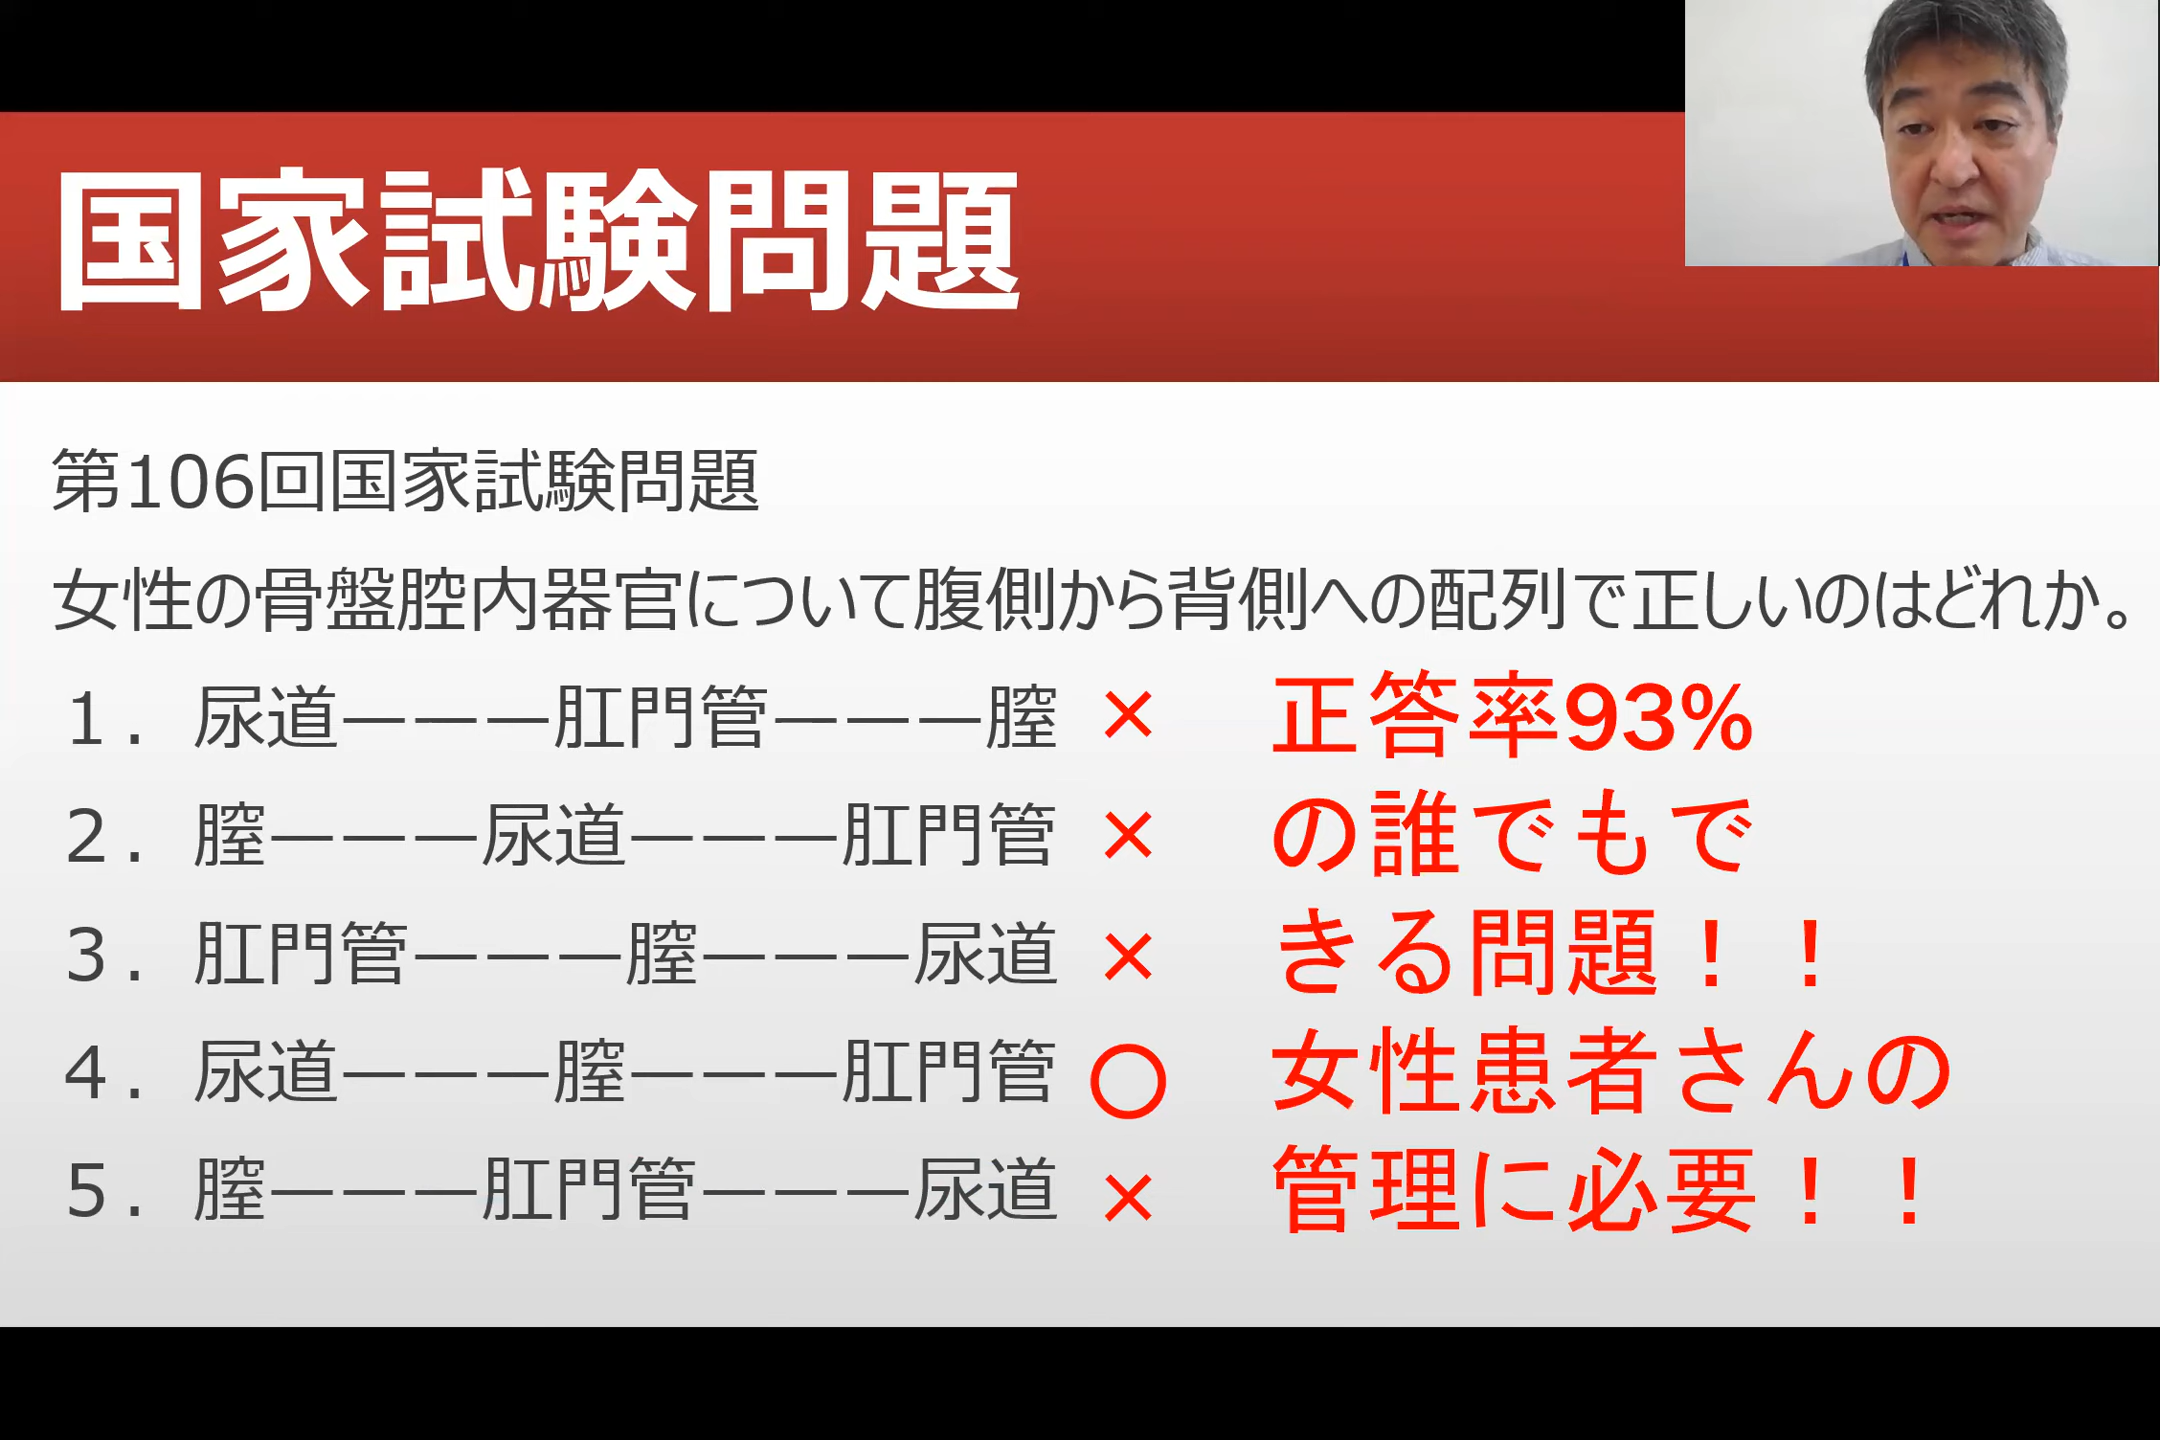 国家試験問題
第106回国家試験問題
女性の骨盤腔内器官について腹側から背側への配列で正しいのはどれか。
1．尿道―――肛門管―――膣 × 正答率93%
2．膣―――尿道―――肛門管 × の誰でもで
3．肛門管―――膣―――尿道 × きる問題！！
4．尿道―――膣―――肛門管 ○ 女性患者さんの
5．膣―――肛門管―――尿道 × 管理に必要！！